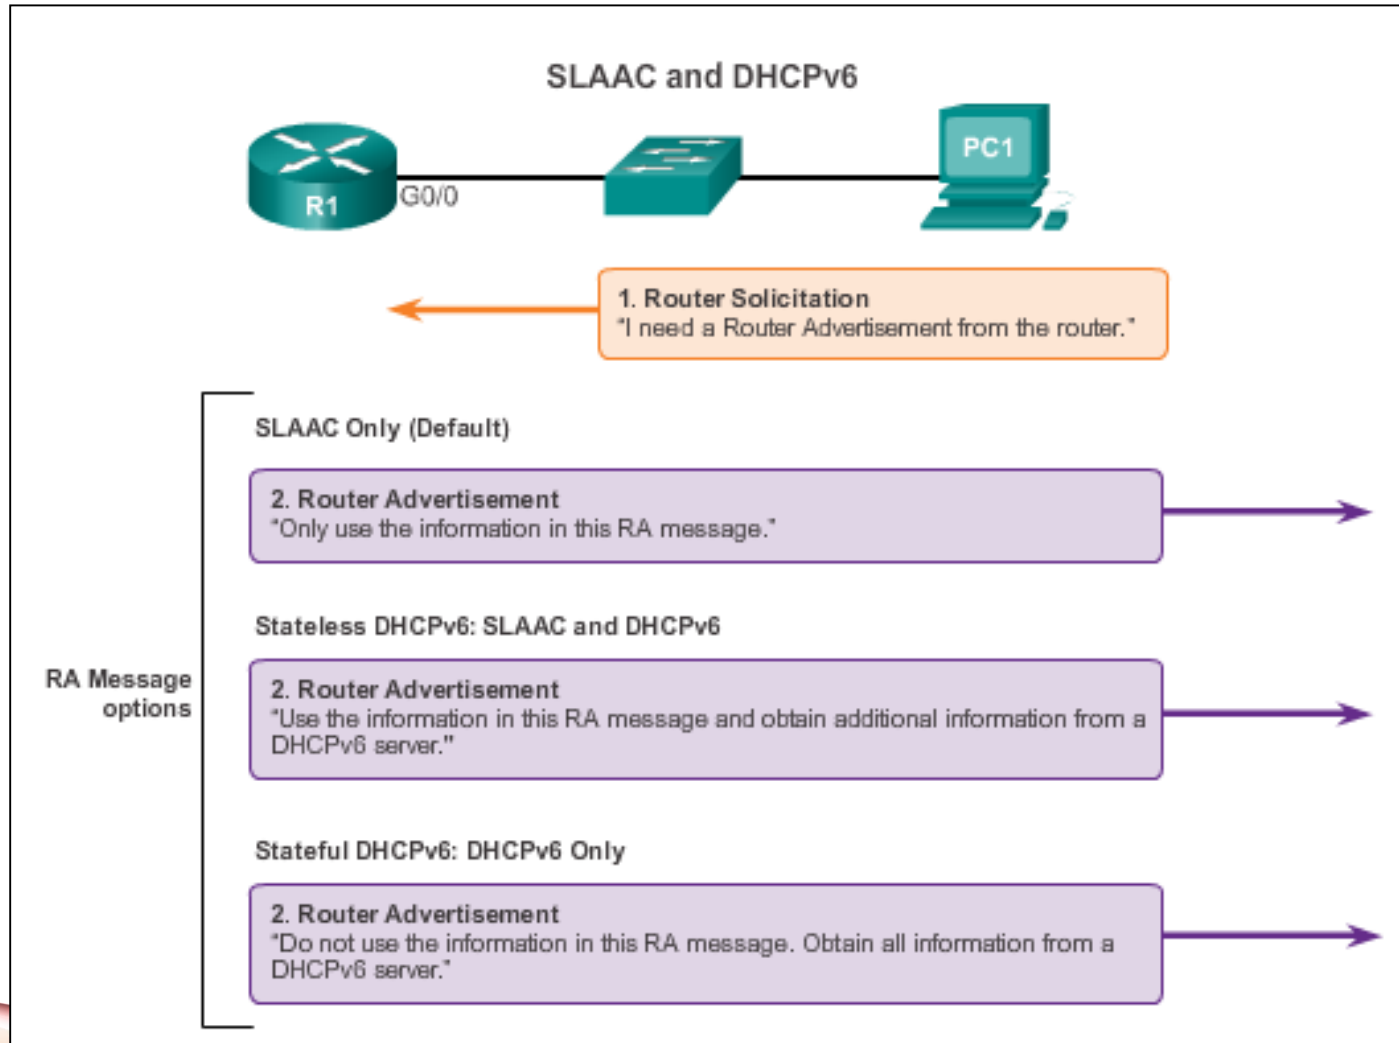 SLAAC and DHCPv6
PC1
R1
G0/0
1. Router Solicitation
"I need a Router Advertisement from the router."
SLAAC Only (Default)
2. Router Advertisement
"Only use the information in this RA message."
Stateless DHCPv6: SLAAC and DHCPv6
RA Message
options
2. Router Advertisement
"Use the information in this RA message and obtain additional information from a
DHCPv6 server."
Stateful DHCPv6: DHCPv6 Only
2. Router Advertisement
"Do not use the information in this RA message. Obtain all information from a
DHCPv6 server."